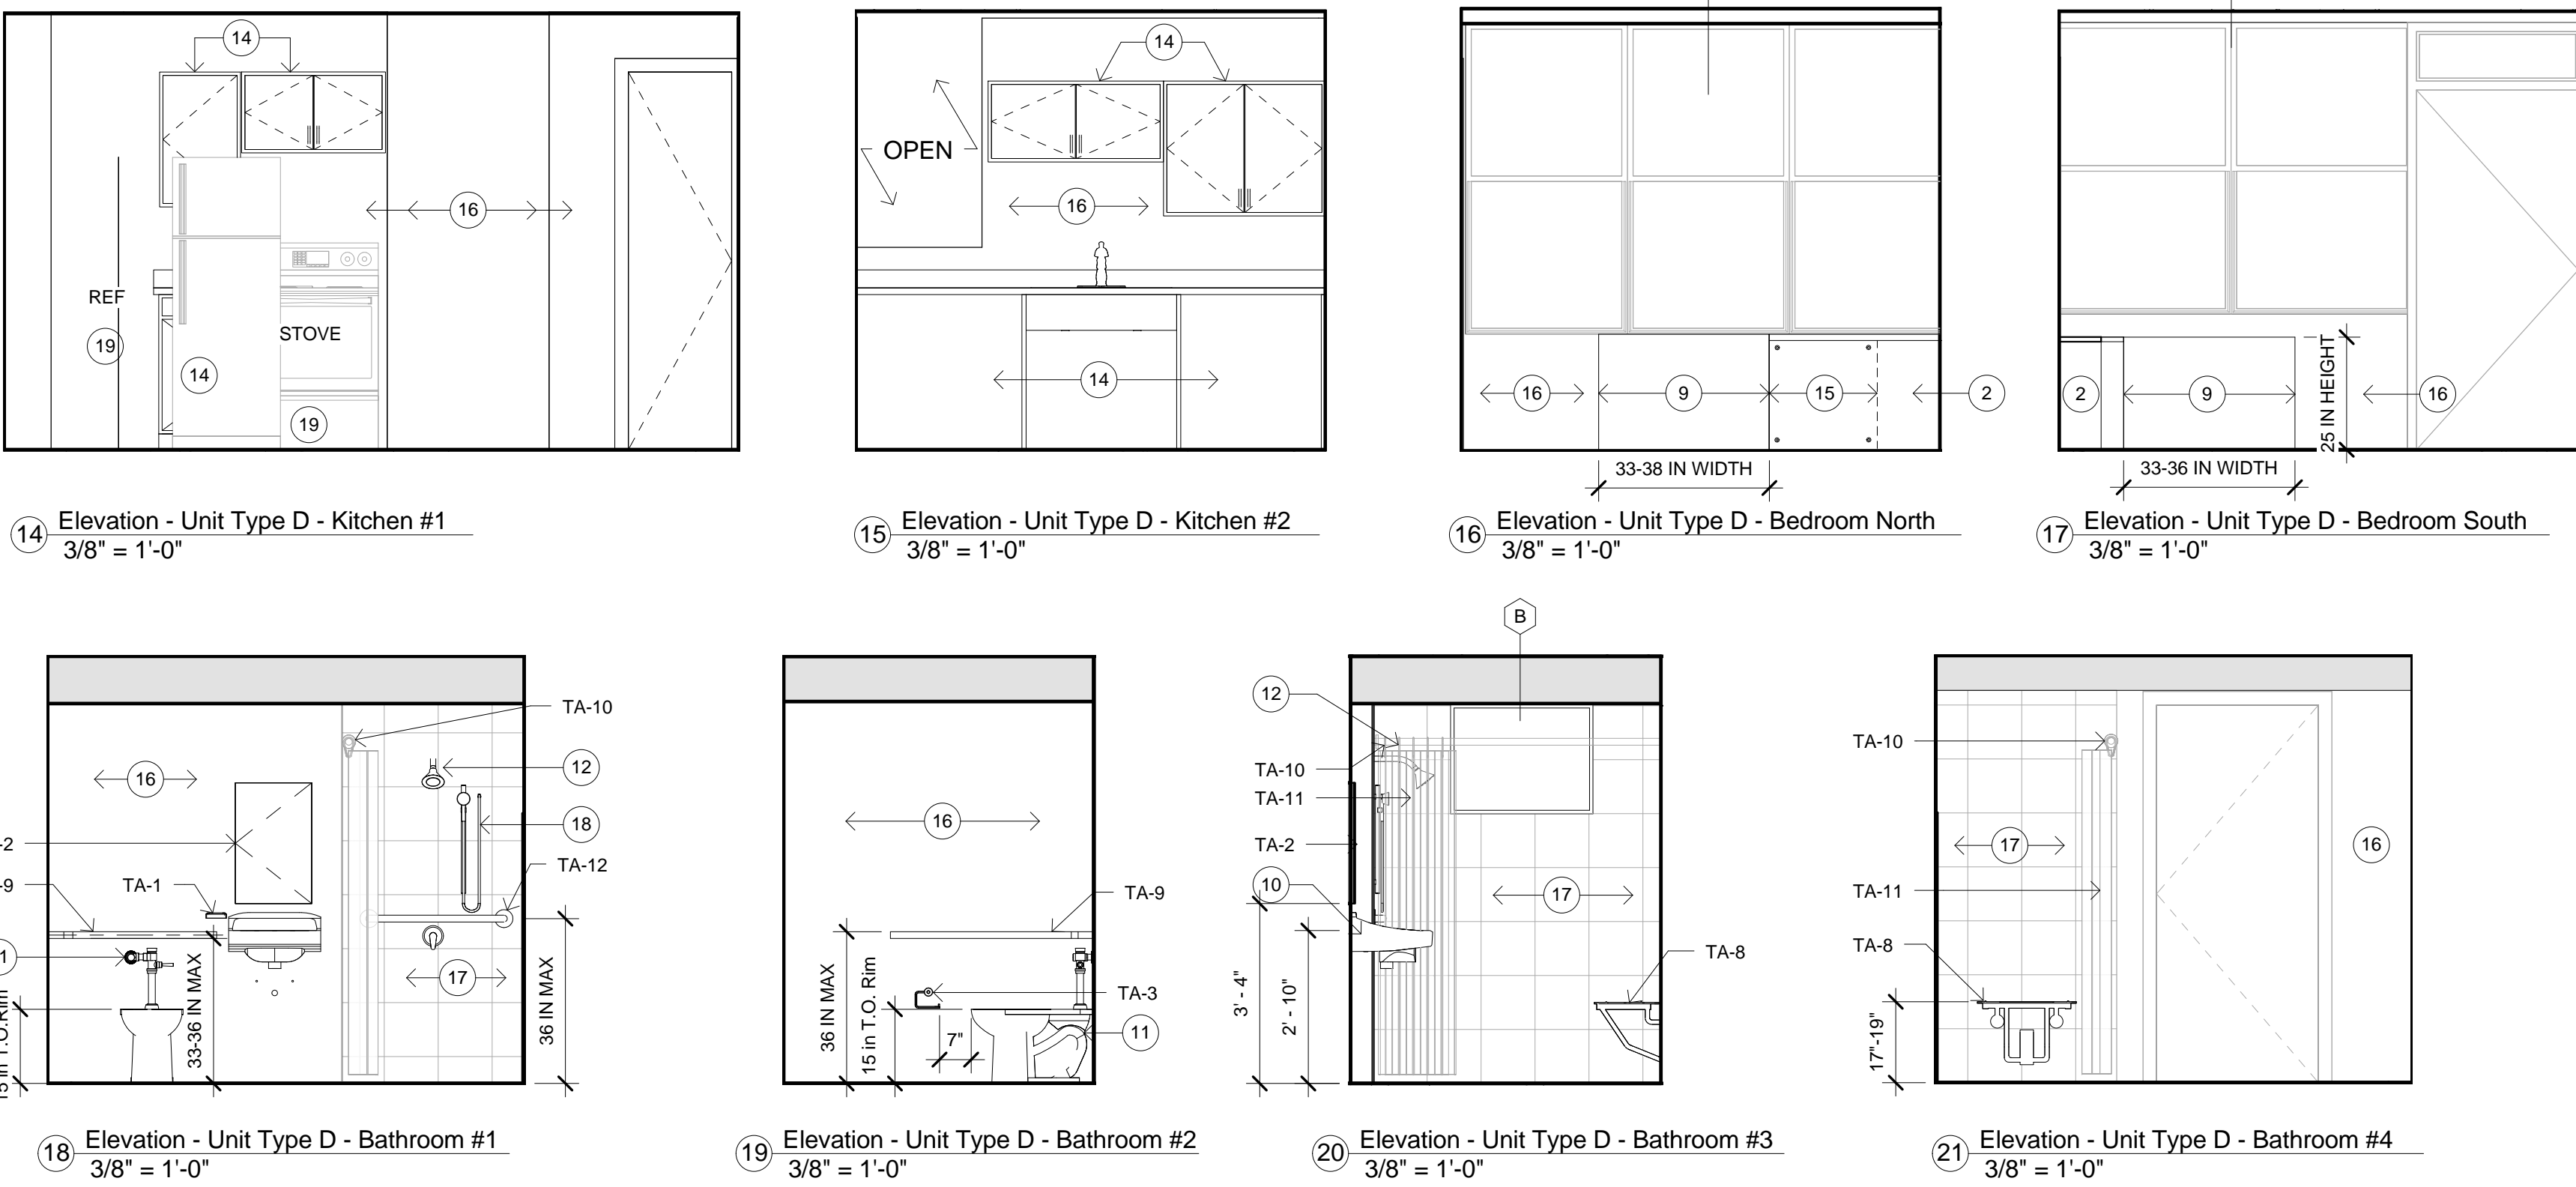 14
REF
19
14
STOVE
19
16
14
Elevation - Unit Type D - Kitchen #1
3/8" = 1'-0"
14
OPEN
16
14
15
Elevation - Unit Type D - Kitchen #2
3/8" = 1'-0"
16
9
15
2
33-38 IN WIDTH
16
Elevation - Unit Type D - Bedroom North
3/8" = 1'-0"
2
9
25 IN HEIGHT
16
33-36 IN WIDTH
17
Elevation - Unit Type D - Bedroom South
3/8" = 1'-0"
TA-10
16
12
18
-2
TA-12
-9
TA-1
1
17
15 in T.O.Rim
33-36 IN MAX
36 IN MAX
18
Elevation - Unit Type D - Bathroom #1
3/8" = 1'-0"
16
TA-9
36 IN MAX
15 in T.O. Rim
TA-3
7"
11
19
Elevation - Unit Type D - Bathroom #2
3/8" = 1'-0"
B
12
TA-10
TA-11
TA-2
10
17
TA-8
3' - 4"
2' - 10"
20
Elevation - Unit Type D - Bathroom #3
3/8" = 1'-0"
TA-10
17
16
TA-11
TA-8
17"-19"
21
Elevation - Unit Type D - Bathroom #4
3/8" = 1'-0"